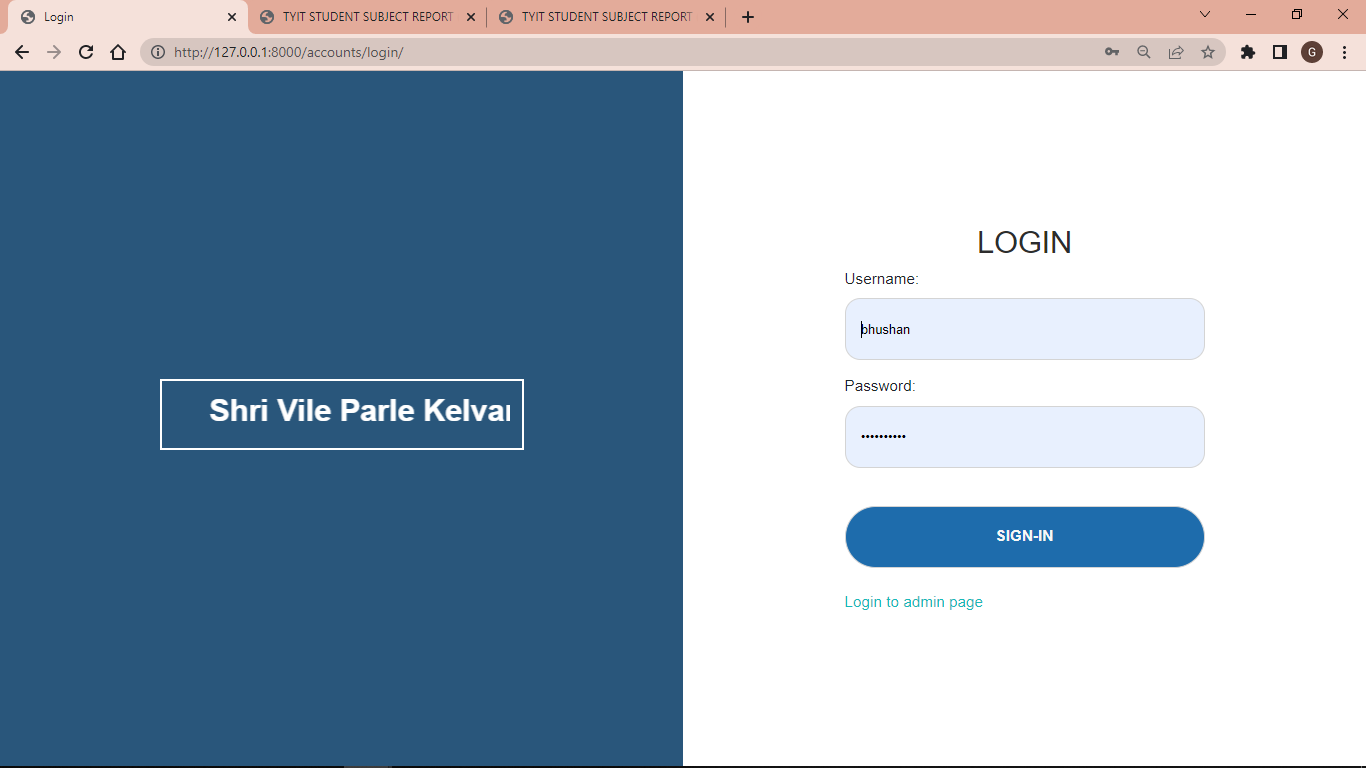 Login
TYIT STUDENT SUBJECT REPORT
TYIT STUDENT SUBJECT REPORT
http://127.0.0.1:8000/accounts/login/
G
Shri Vile Parle
LOGIN
Username:
bhushan
Password:
••••••••••
SIGN-IN
Login to admin page